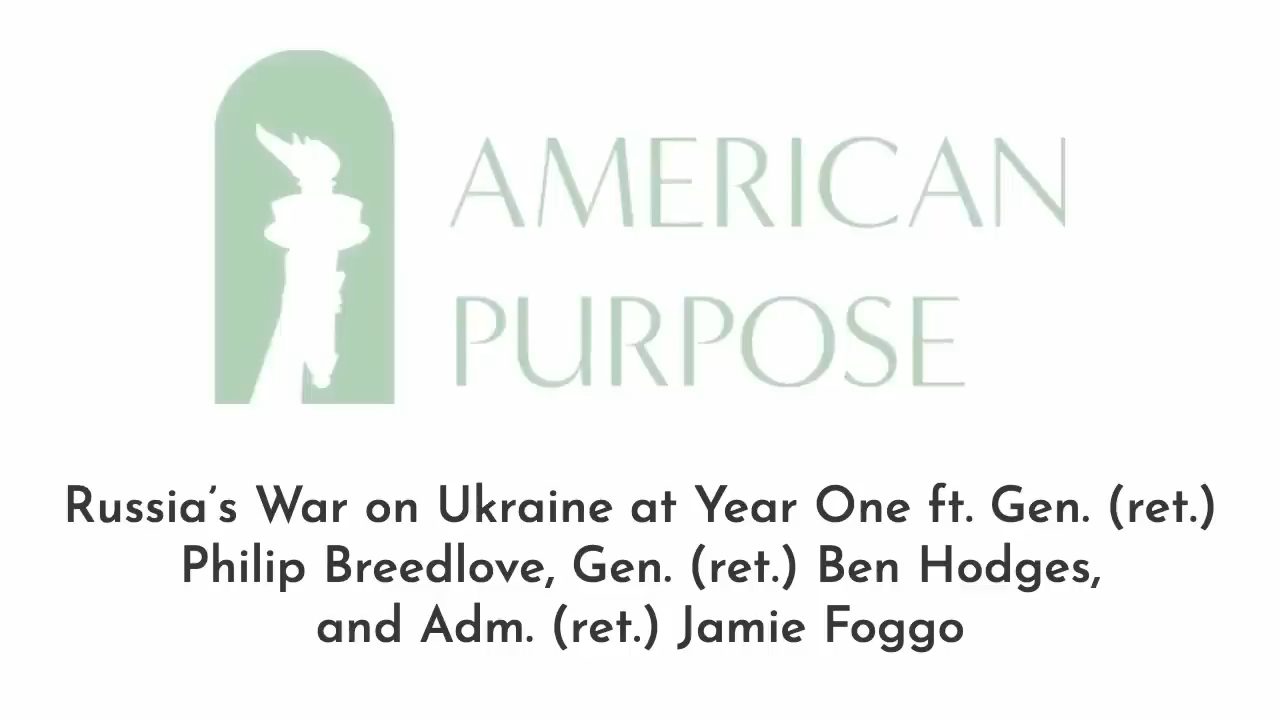 AMERICAN
PURPOSE
Russia’s War on Ukraine at Year One ft. Gen. (ret.)
Philip Breedlove, Gen. (ret.) Ben Hodges,
and Adm. (ret.) Jamie Foggo